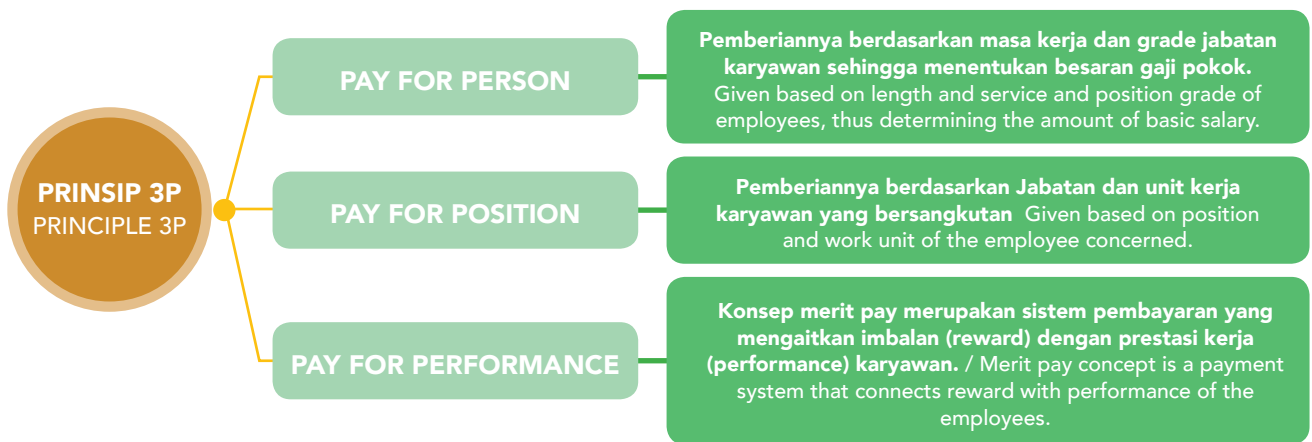 PRINSIP 3P
PRINCIPLE 3P
PAY FOR PERSON
Pemberiannya berdasarkan masa kerja dan grade jabatan
karyawan sehingga menentukan besaran gaji pokok.
Given based on length and service and position grade of
employees, thus determining the amount of basic salary.
PAY FOR POSITION
Pemberiannya berdasarkan Jabatan dan unit kerja
karyawan yang bersangkutan Given based on position
and work unit of the employee concerned.
PAY FOR PERFORMANCE
Konsep merit pay merupakan sistem pembayaran yang
mengaitkan imbalan (reward) dengan prestasi kerja
(performance) karyawan. / Merit pay concept is a payment
system that connects reward with performance of the
employees.